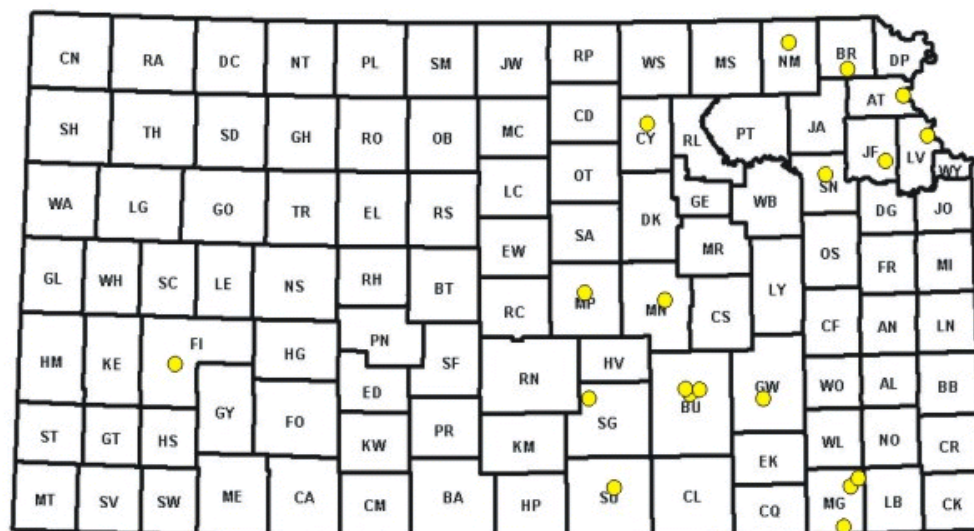 CN RA DC NT PL SM JW RP WS MS NM BR DP
SH TH SD GH RO OB MC CD CY RL PT JA AT
JF LV WY
WA LG GO TR EL RS LC OT DK GE WB SN DG JO
GL WH SC LE NS RH BT EW SA MR OS FR MI
RC MP MN CS LY CF AN LN
HM KE FI HG PN SF RN HV BU GW WO AL BB
ST GT HS GY FO ED KW PR KM SG EK WL NO CR
MT SV SW ME CA CM BA HP SU CL CQ MG LB CK